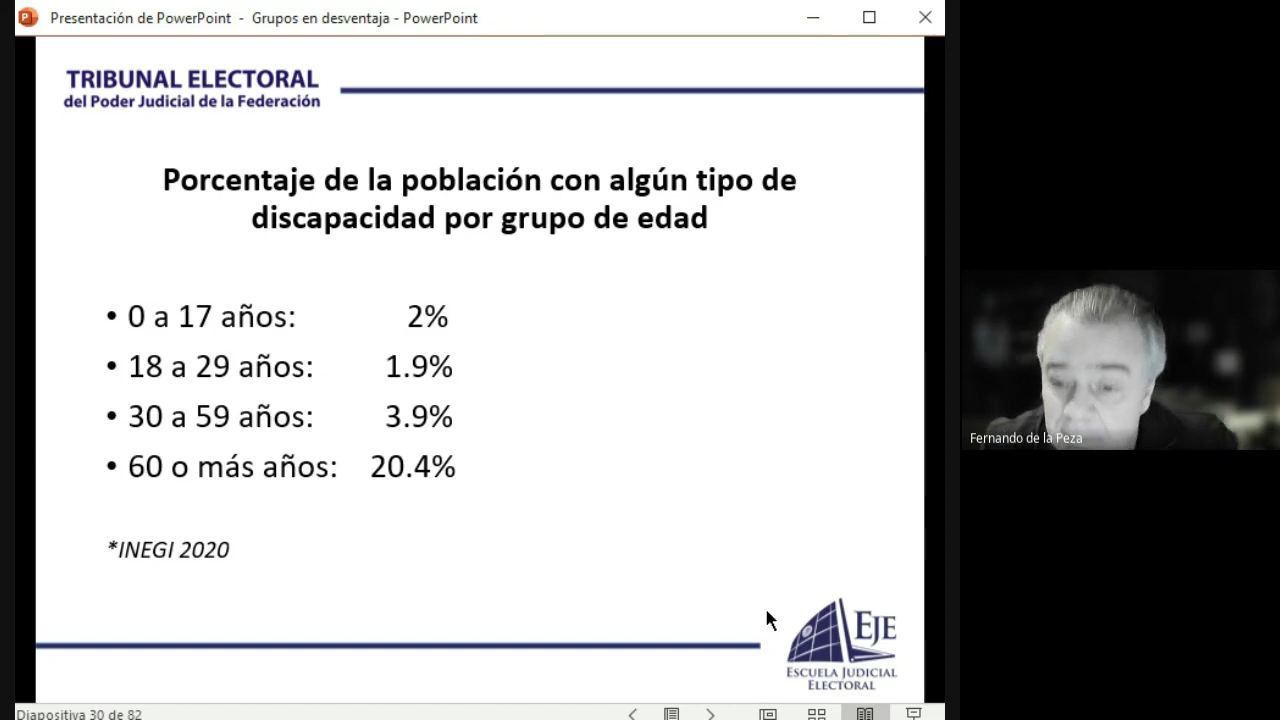 Presentación de PowerPoint - Grupos en desventaja - PowerPoint
TRIBUNAL ELECTORAL
del Poder Judicial de la Federación
Porcentaje de la población con algún tipo de
discapacidad por grupo de edad
• 0 a 17 años: 2%
• 18 a 29 años: 1.9%
• 30 a 59 años: 3.9%
• 60 o más años: 20.4%
*INEGI 2020
EJE
ESCUELA JUDICIAL
ELECTORAL
Diapositiva 30 de 82
Fernando de la Peza